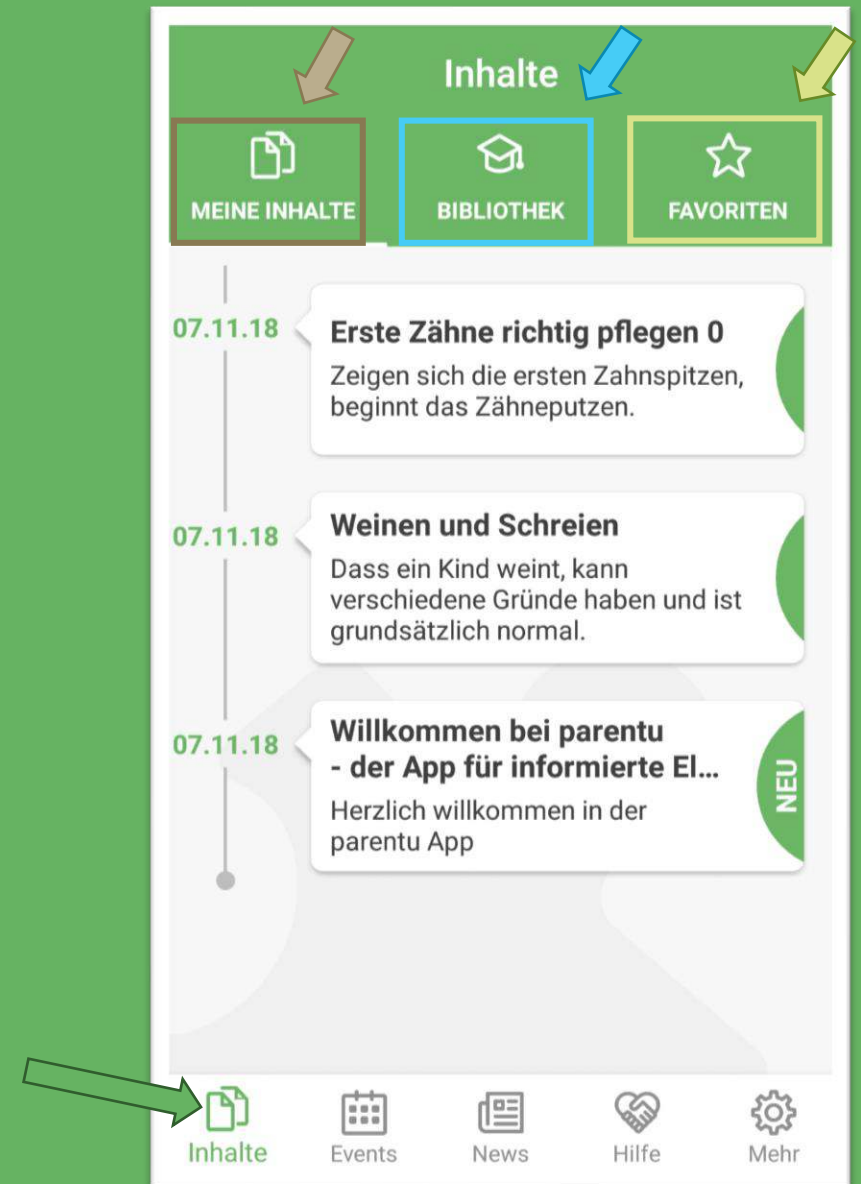 Inhalte
MEINE INHALTE
BIBLIOTHEK
FAVORITEN
07.11.18
Erste Zähne richtig pflegen 0
Zeigen sich die ersten Zahnspitzen,
beginnt das Zähneputzen.
07.11.18
Weinen und Schreien
Dass ein Kind weint, kann
verschiedene Gründe haben und ist
grundsätzlich normal.
07.11.18
Willkommen bei parentu
- der App für informierte El...
Herzlich willkommen in der
parentu App
NEU
Inhalte
Events
News
Hilfe
Mehr